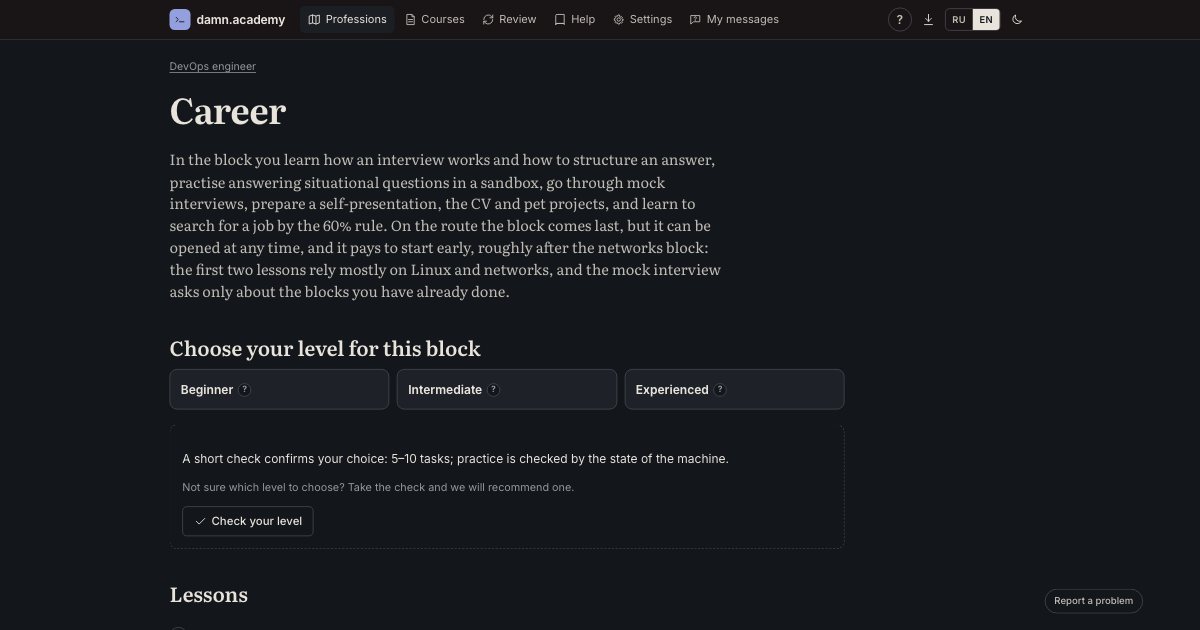 damn.academy
Professions
Courses
Review
Help
Settings
My messages
?
RU
EN
DevOps engineer
Career
In the block you learn how an interview works and how to structure an answer,
practise answering situational questions in a sandbox, go through mock
interviews, prepare a self-presentation, the CV and pet projects, and learn to
search for a job by the 60% rule. On the route the block comes last, but it can be
opened at any time, and it pays to start early, roughly after the networks block:
the first two lessons rely mostly on Linux and networks, and the mock interview
asks only about the blocks you have already done.
Choose your level for this block
Beginner ?
Intermediate ?
Experienced ?
A short check confirms your choice: 5–10 tasks; practice is checked by the state of the machine.
Not sure which level to choose? Take the check and we will recommend one.
Check your level
Lessons
Report a problem